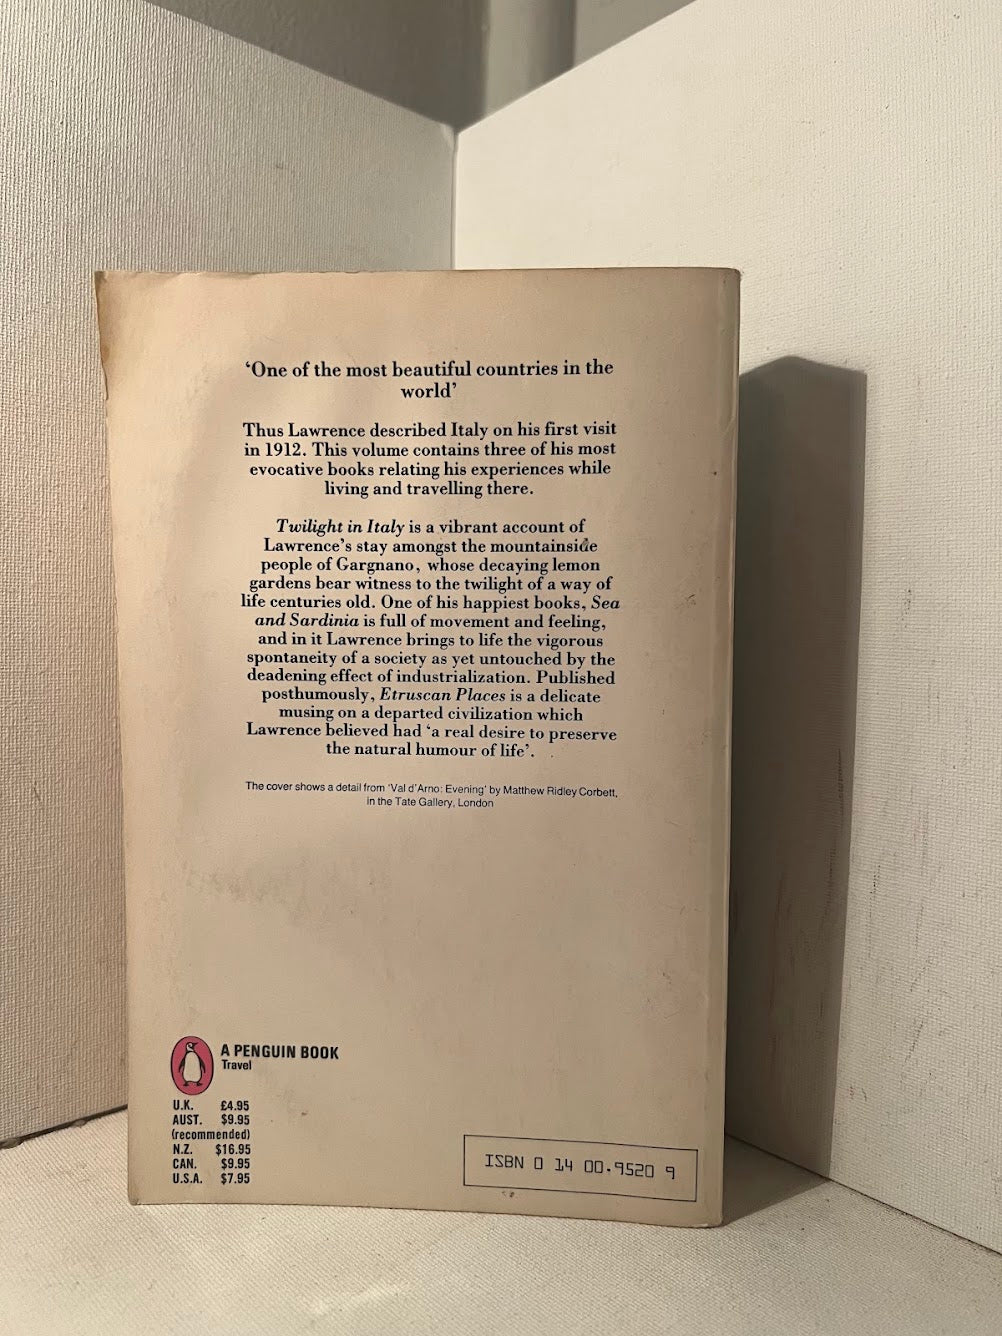 ‘One of the most beautiful countries in the
world’
Thus Lawrence described Italy on his first visit
in 1912. This volume contains three of his most
evocative books relating his experiences while
living and travelling there.
Twilight in Italy is a vibrant account of
Lawrence’s stay amongst the mountainside
people of Gargnano, whose decaying lemon
gardens bear witness to the twilight of a way of
life centuries old. One of his happiest books, Sea
and Sardinia is full of movement and feeling,
and in it Lawrence brings to life the vigorous
spontaneity of a society as yet untouched by the
deadening effect of industrialization. Published
posthumously, Etruscan Places is a delicate
musing on a departed civilization which
Lawrence believed had ‘a real desire to preserve
the natural humour of life’.
The cover shows a detail from ‘Val d’Arno: Evening’ by Matthew Ridley Corbett,
in the Tate Gallery, London
A PENGUIN BOOK
Travel
U.K. £4.95
AUST. $9.95
(recommended)
N.Z. $16.95
CAN. $9.95
U.S.A. $7.95
ISBN 0 14 00.9520 9